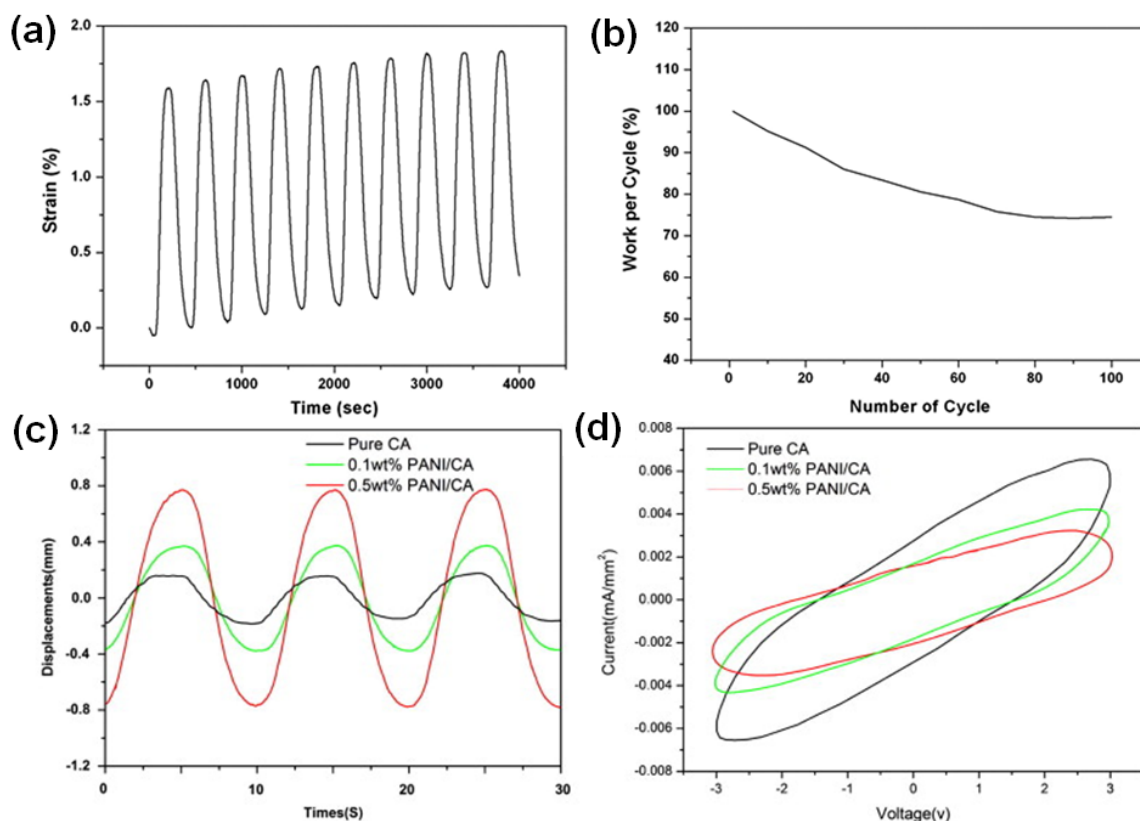 (a)
2.0
1.5
1.0
0.5
0.0
Strain (%)
0 1000 2000 3000 4000
Time (sec)
(b)
120
110
100
90
80
70
60
50
40
Work per Cycle (%)
0 20 40 60 80 100
Number of Cycle
(c)
1.2
0.8
0.4
0.0
-0.4
-0.8
-1.2
Displacements(mm)
Pure CA
0.1wt% PANI/CA
0.5wt% PANI/CA
0 10 20 30
Times(S)
(d)
0.008
0.006
0.004
0.002
0.000
-0.002
-0.004
-0.006
-0.008
Current(mA/mm²)
Pure CA
0.1wt% PANI/CA
0.5wt% PANI/CA
-3 -2 -1 0 1 2 3
Voltage(v)